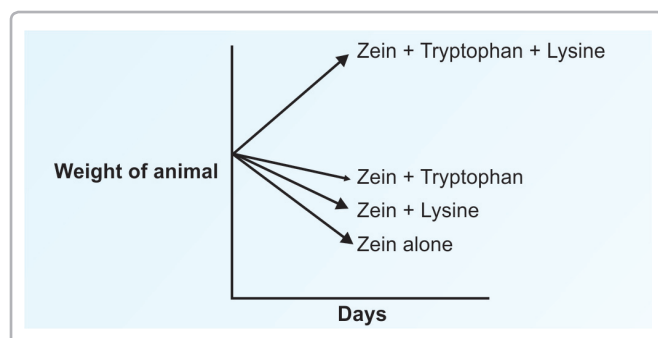 Zein + Tryptophan + Lysine
Weight of animal
Zein + Tryptophan
Zein + Lysine
Zein alone
Days